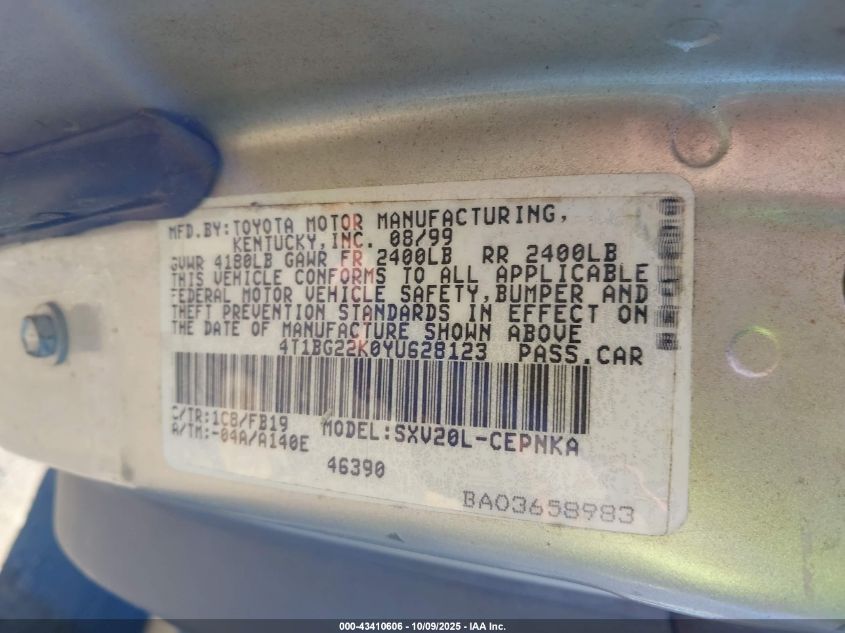 MFD.BY:TOYOTA MOTOR MANUFACTURING,
KENTUCKY,INC. 08/99
GVWR 4180LB GAWR FR 2400LB RR 2400LB
THIS VEHICLE CONFORMS TO ALL APPLICABLE
FEDERAL MOTOR VEHICLE SAFETY,BUMPER AND
THEFT PREVENTION STANDARDS IN EFFECT ON
THE DATE OF MANUFACTURE SHOWN ABOVE
4T1BG22K0YU628123 PASS.CAR
C/TR:1C8/FB19
A/TM:-04A/A140E MODEL:SXV20L-CEPNKA
46390
BA03658983
000-43410606 - 10/09/2025 - IAA Inc.